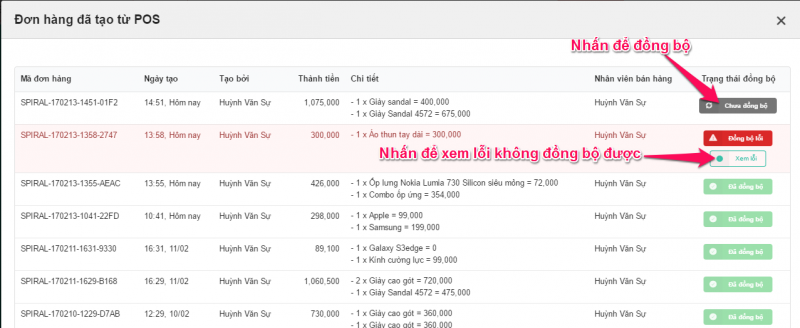 Đơn hàng đã tạo từ POS
Nhấn để đồng bộ
Mã đơn hàng Ngày tạo Tạo bởi Thành tiền Chi tiết Nhân viên bán hàng Trạng thái đồng bộ
SPIRAL-170213-1451-01F2 14:51, Hôm nay Huỳnh Văn Sự 1,075,000 - 1 x Giày sandal = 400,000 Huỳnh Văn Sự Chưa đồng bộ
- 1 x Giày Sandal 4572 = 675,000
SPIRAL-170213-1358-2747 13:58, Hôm nay Huỳnh Văn Sự 300,000 - 1 x Áo thun tay dài = 300,000 Huỳnh Văn Sự Đồng bộ lỗi
Nhấn để xem lỗi không đồng bộ được Xem lỗi
SPIRAL-170213-1355-AEAC 13:55, Hôm nay Huỳnh Văn Sự 426,000 - 1 x Ốp lưng Nokia Lumia 730 Silicon siêu mỏng = 72,000 Huỳnh Văn Sự Đã đồng bộ
- 1 x Combo ốp ứng = 354,000
SPIRAL-170213-1041-22FD 10:41, Hôm nay Huỳnh Văn Sự 298,000 - 1 x Apple = 99,000 Huỳnh Văn Sự Đã đồng bộ
- 1 x Samsung = 199,000
SPIRAL-170211-1631-9330 16:31, 11/02 Huỳnh Văn Sự 89,100 - 1 x Galaxy S3edge = 0 Huỳnh Văn Sự Đã đồng bộ
- 1 x Kính cường lực = 99,000
SPIRAL-170211-1629-B168 16:29, 11/02 Huỳnh Văn Sự 1,060,500 - 2 x Giày cao gót = 720,000 Huỳnh Văn Sự Đã đồng bộ
- 1 x Giày Sandal 4572 = 475,000
SPIRAL-170210-1229-D7AB 12:29, 10/02 Huỳnh Văn Sự 730,000 - 1 x Giày cao gót = 360,000 Huỳnh Văn Sự Đã đồng bộ
- 1 x Giày cao gót = 360,000